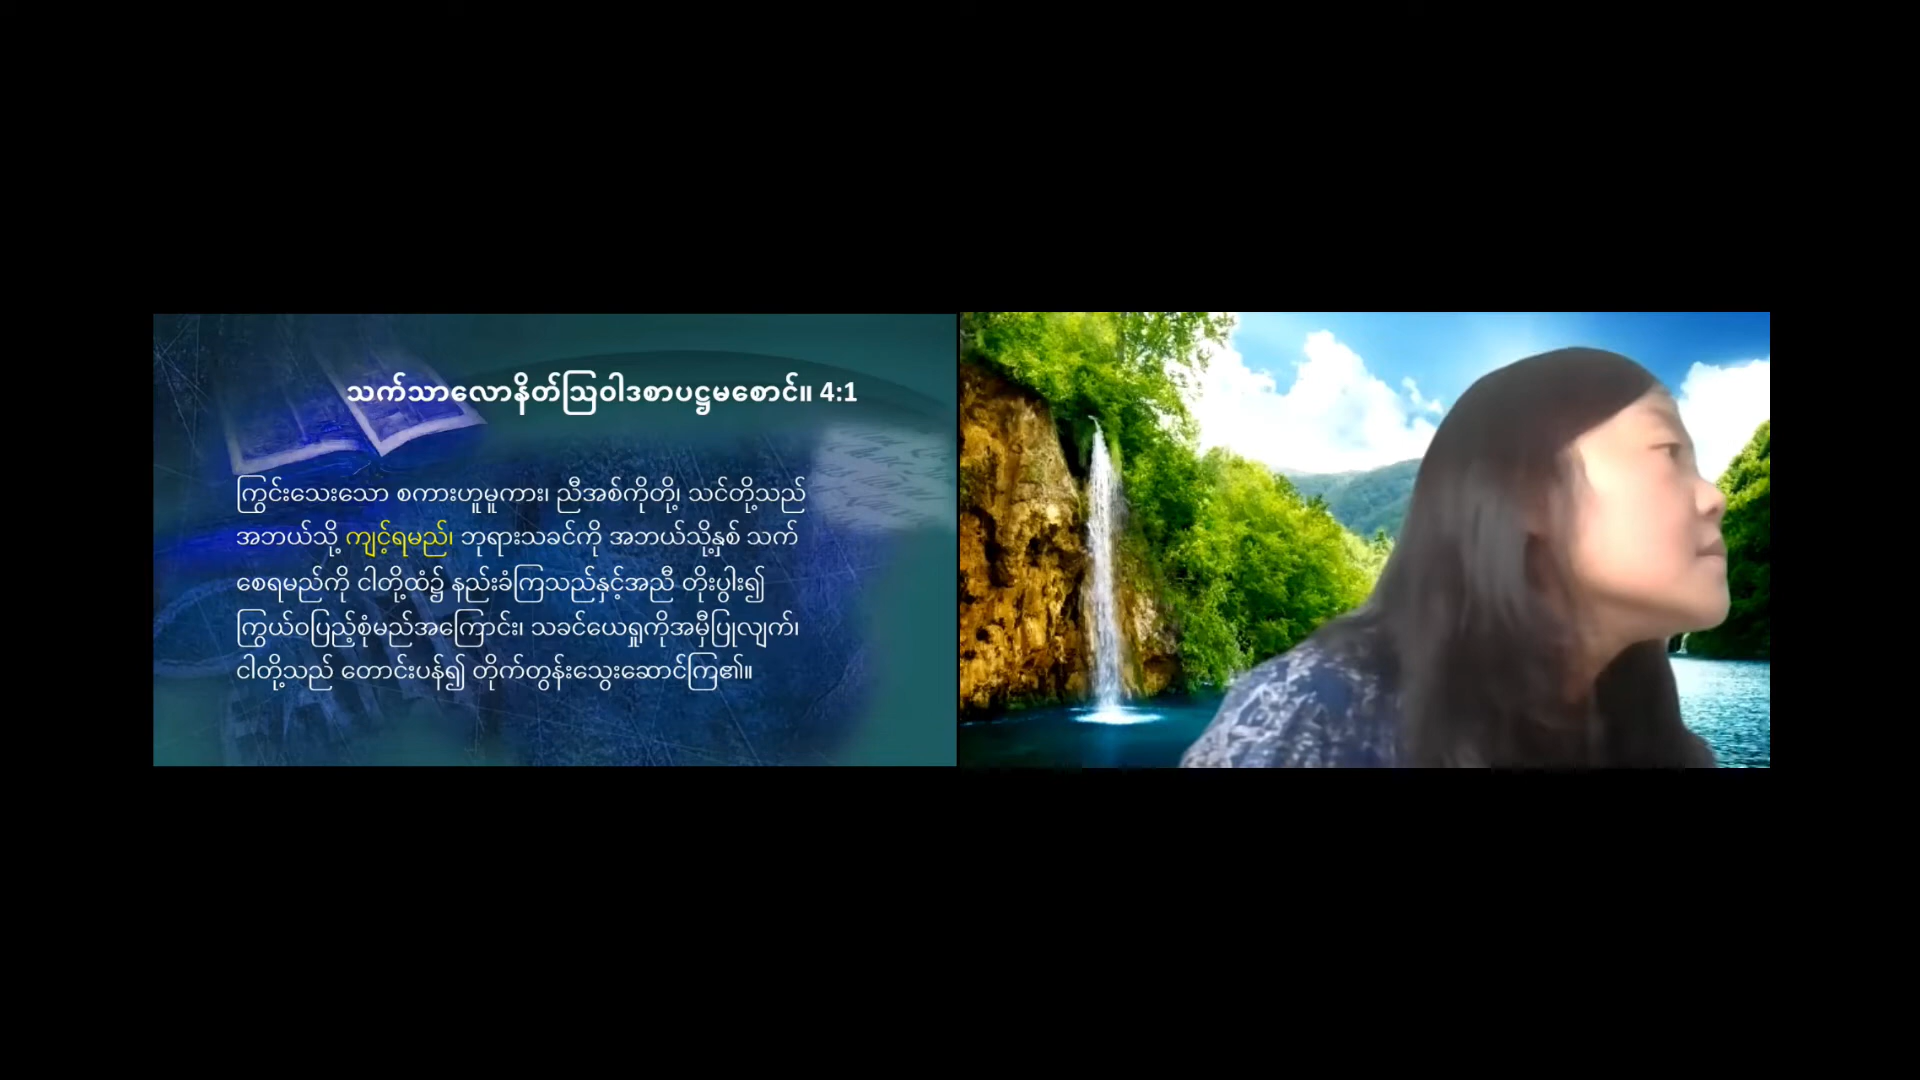 သက်သာလောနိတ်ဩဝါဒစာပဋ္ဌမစောင်။ 4:1
ကြွင်းသေးသော စကားဟူမူကား၊ ညီအစ်ကိုတို့၊ သင်တို့သည်
အဘယ်သို့ ကျင့်ရမည်၊ ဘုရားသခင်ကို အဘယ်သို့နှစ် သက်
စေရမည်ကို ငါတို့ထံ၌ နည်းခံကြသည်နှင့်အညီ တိုးပွါး၍
ကြွယ်ဝပြည့်စုံမည်အကြောင်း၊ သခင်ယေရှုကိုအမှီပြုလျက်၊
ငါတို့သည် တောင်းပန်၍ တိုက်တွန်းသွေးဆောင်ကြ၏။